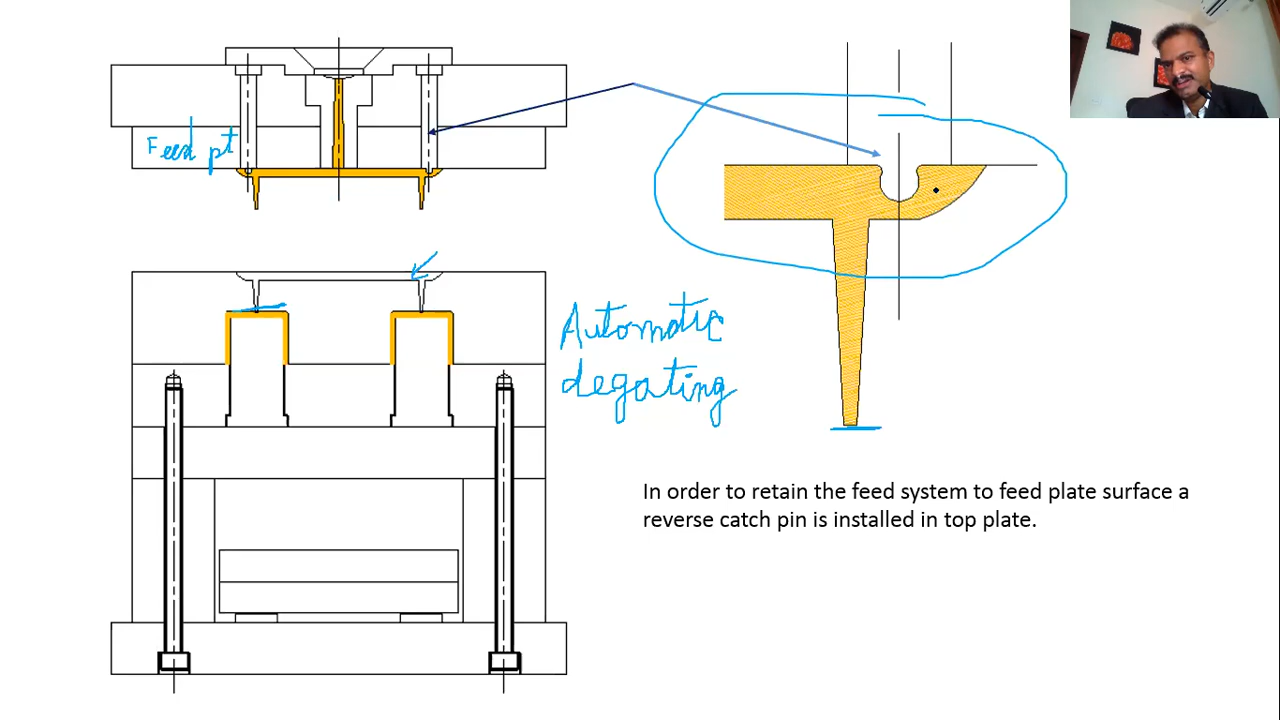 Feed pt
Automatic
degating
In order to retain the feed system to feed plate surface a
reverse catch pin is installed in top plate.